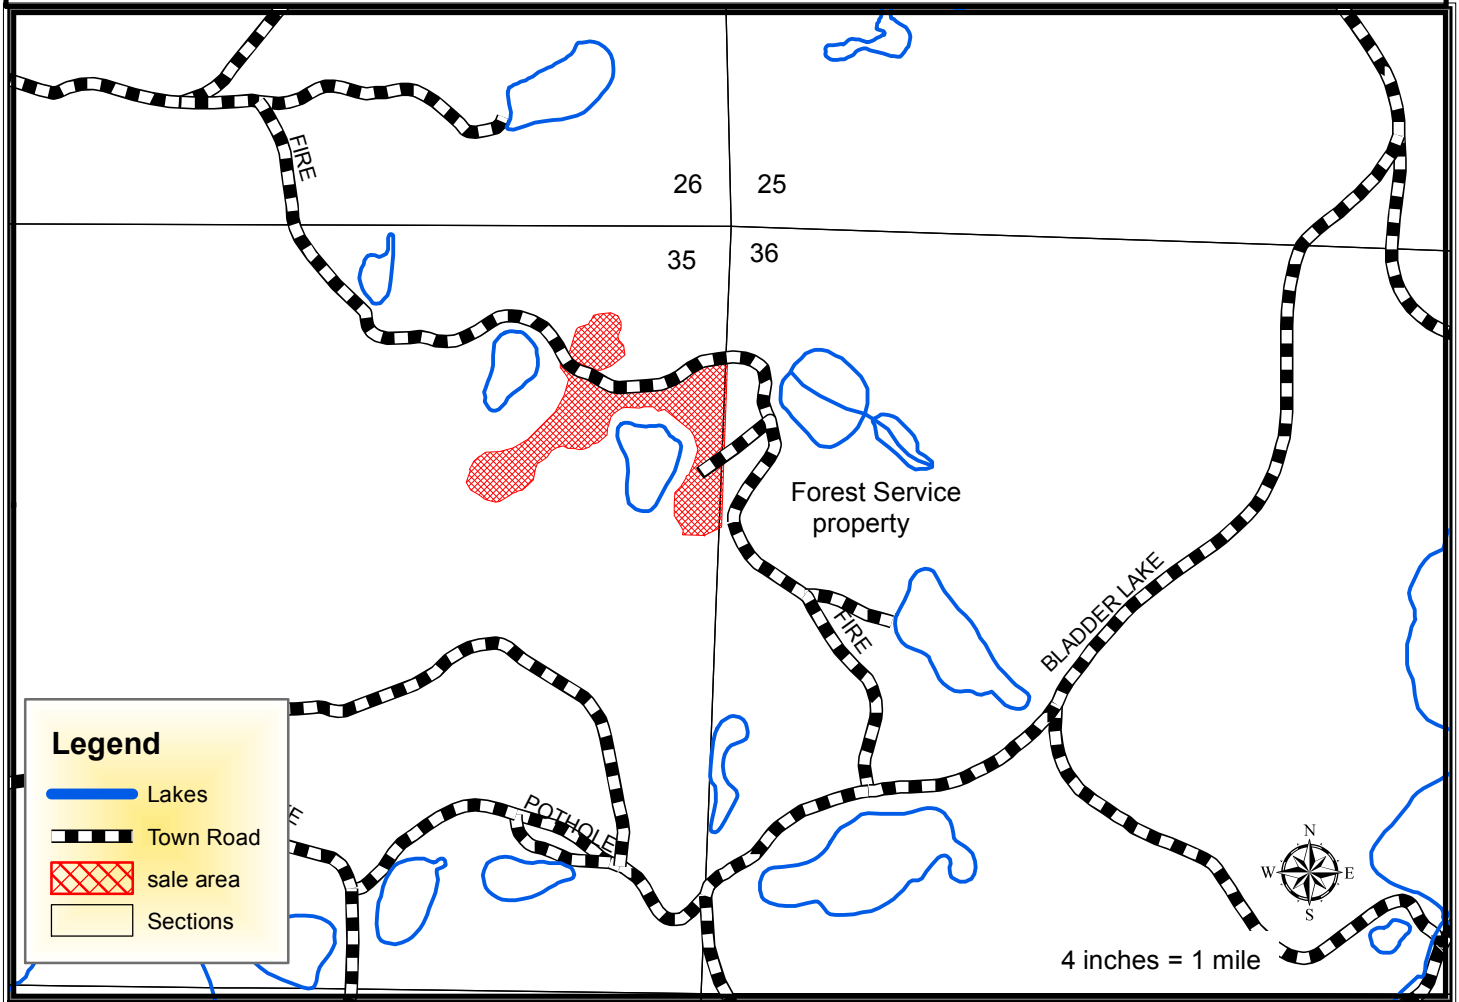 FIRE
26 25
35 36
Forest Service
property
BLADDER LAKE
FIRE
POTHOLE
Legend
Lakes
Town Road
sale area
Sections
N
W E
S
4 inches = 1 mile